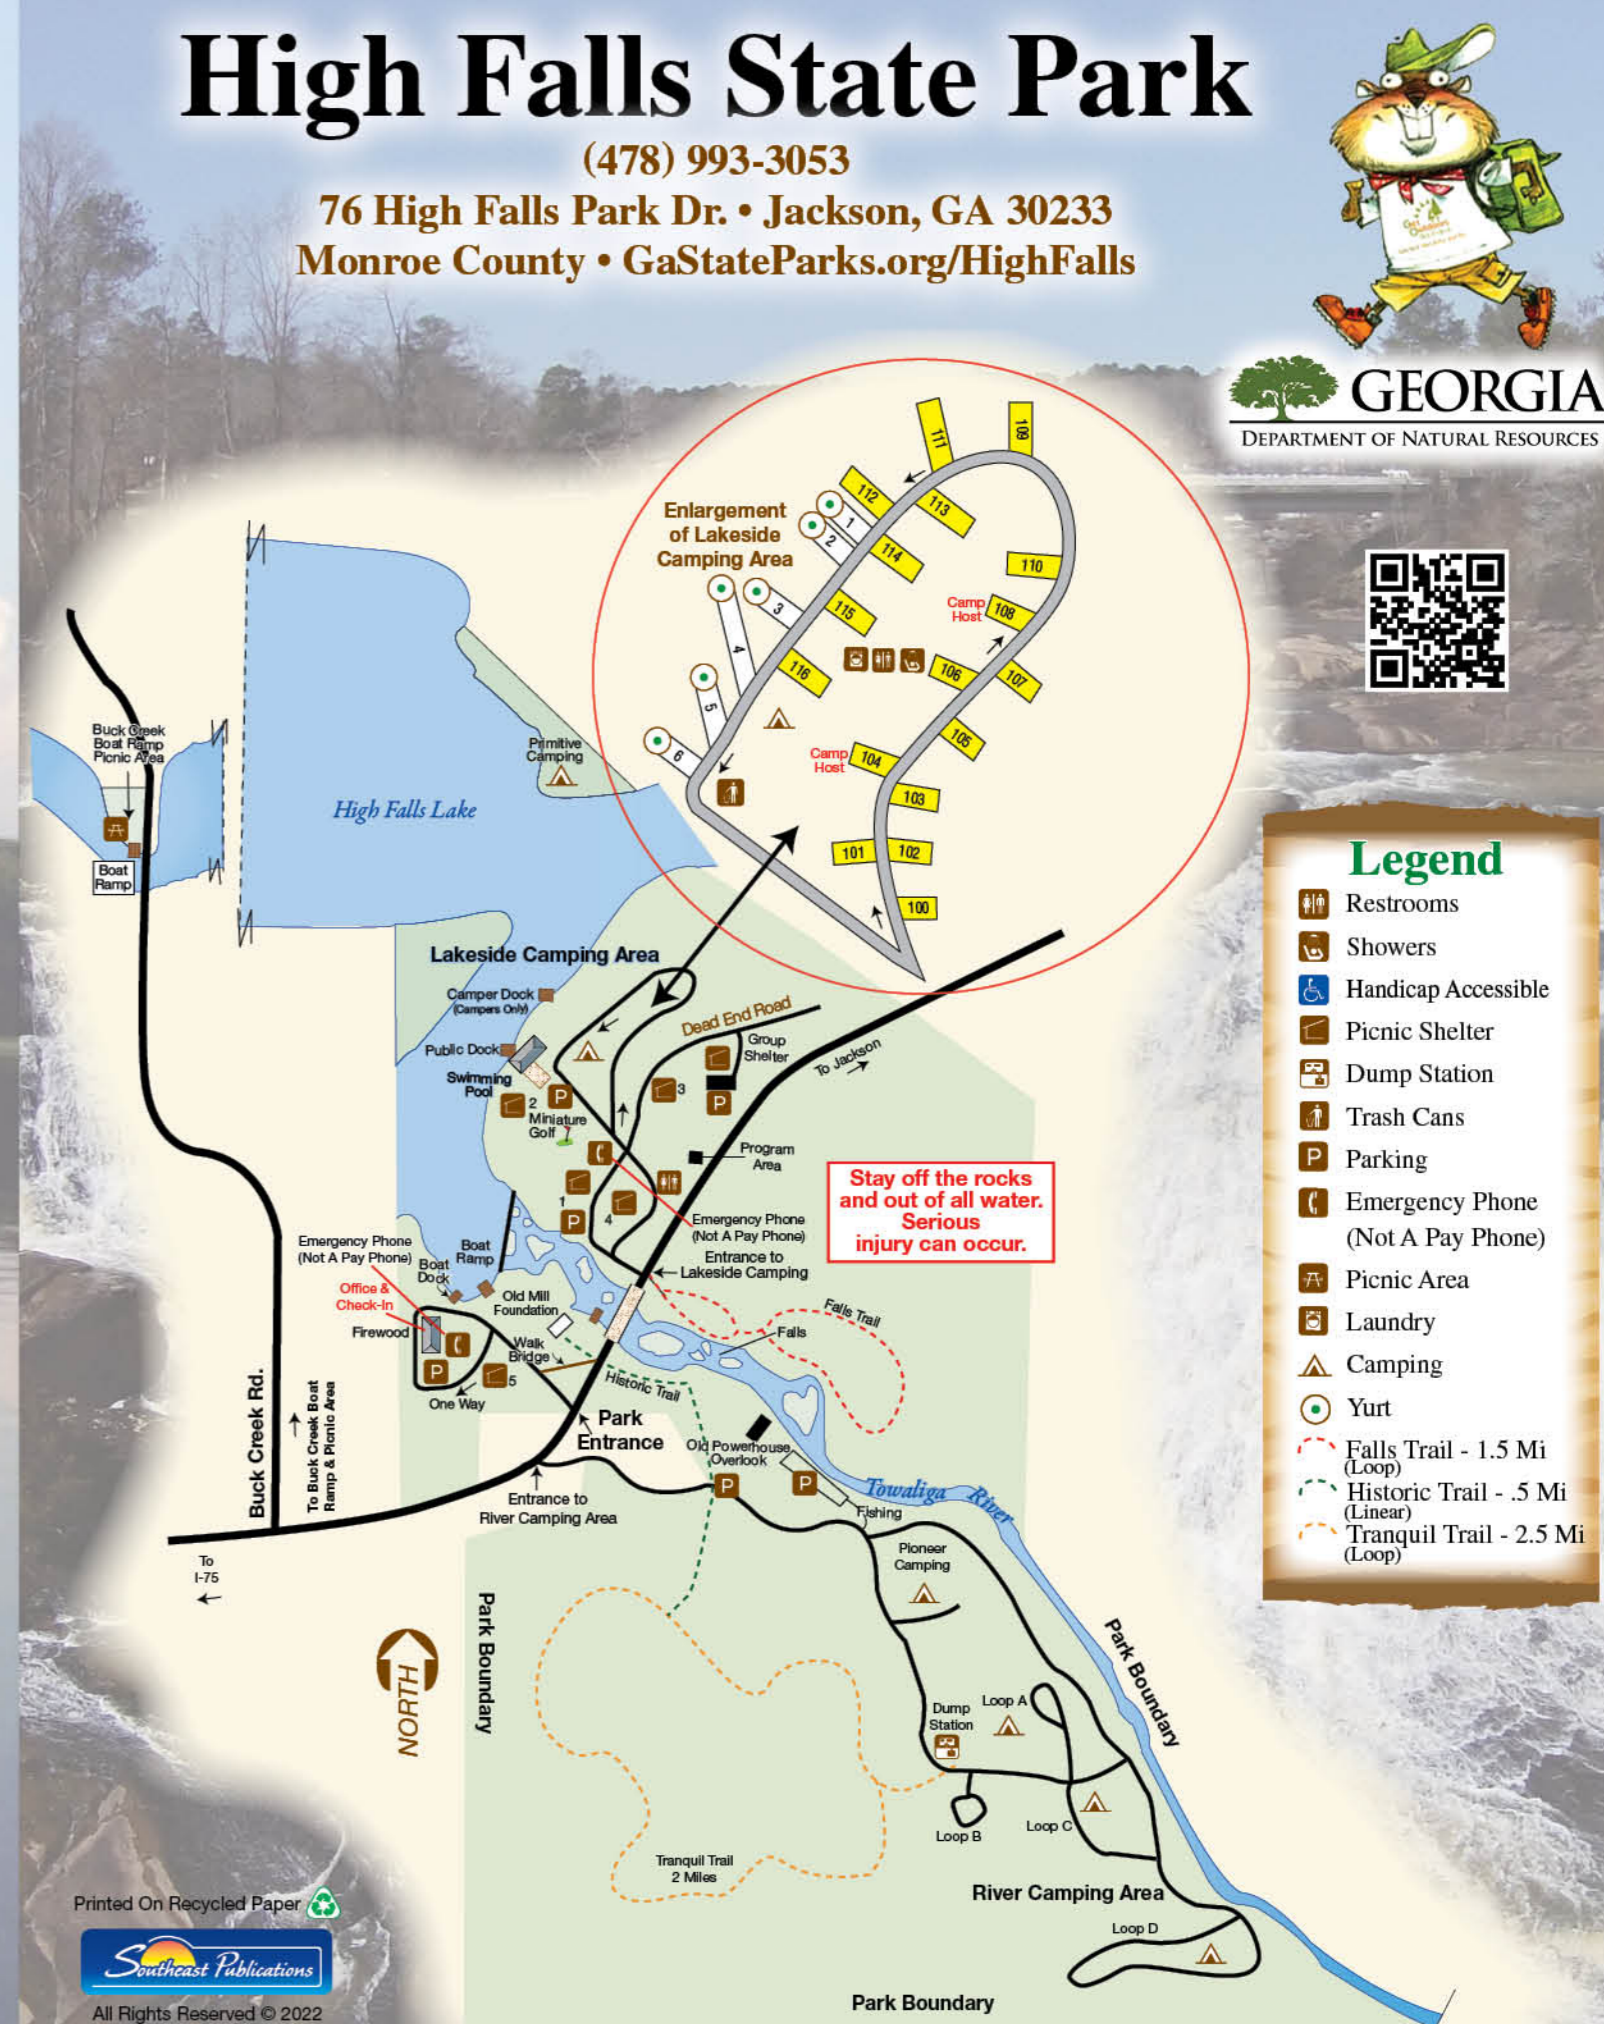 High Falls State Park
(478) 993-3053
76 High Falls Park Dr. • Jackson, GA 30233
Monroe County • GaStateParks.org/HighFalls
GEORGIA
DEPARTMENT OF NATURAL RESOURCES
Enlargement
of Lakeside
Camping Area
111
109
112
113
1
2
114
110
3
115
Camp
Host
108
4
116
106
107
5
105
6
Camp
Host
104
103
101
102
100
Buck Creek
Boat Ramp
Picnic Area
Boat
Ramp
Primitive
Camping
High Falls Lake
Lakeside Camping Area
Camper Dock
(Campers Only)
Public Dock
Swimming
Pool
2
P
Miniature
Golf
Dead End Road
Group
Shelter
3
P
To Jackson
Program
Area
1
P
4
Emergency Phone
(Not A Pay Phone)
Entrance to
Lakeside Camping
Stay off the rocks
and out of all water.
Serious
injury can occur.
Emergency Phone
(Not A Pay Phone)
Boat
Ramp
Boat
Dock
Office &
Check-In
Old Mill
Foundation
Firewood
P
Walk
Bridge
5
One Way
Historic Trail
Falls Trail
Falls
Park
Entrance
Old Powerhouse
Overlook
P
P
Towaliga River
Fishing
Entrance to
River Camping Area
Buck Creek Rd.
To Buck Creek Boat
Ramp & Picnic Area
To
I-75
Pioneer
Camping
NORTH
Park Boundary
Park Boundary
Dump
Station
Loop A
Loop B
Loop C
Tranquil Trail
2 Miles
River Camping Area
Loop D
Park Boundary
Legend
Restrooms
Showers
Handicap Accessible
Picnic Shelter
Dump Station
Trash Cans
P Parking
Emergency Phone
(Not A Pay Phone)
Picnic Area
Laundry
Camping
Yurt
Falls Trail - 1.5 Mi
(Loop)
Historic Trail - .5 Mi
(Linear)
Tranquil Trail - 2.5 Mi
(Loop)
Printed On Recycled Paper
Southeast Publications
All Rights Reserved © 2022